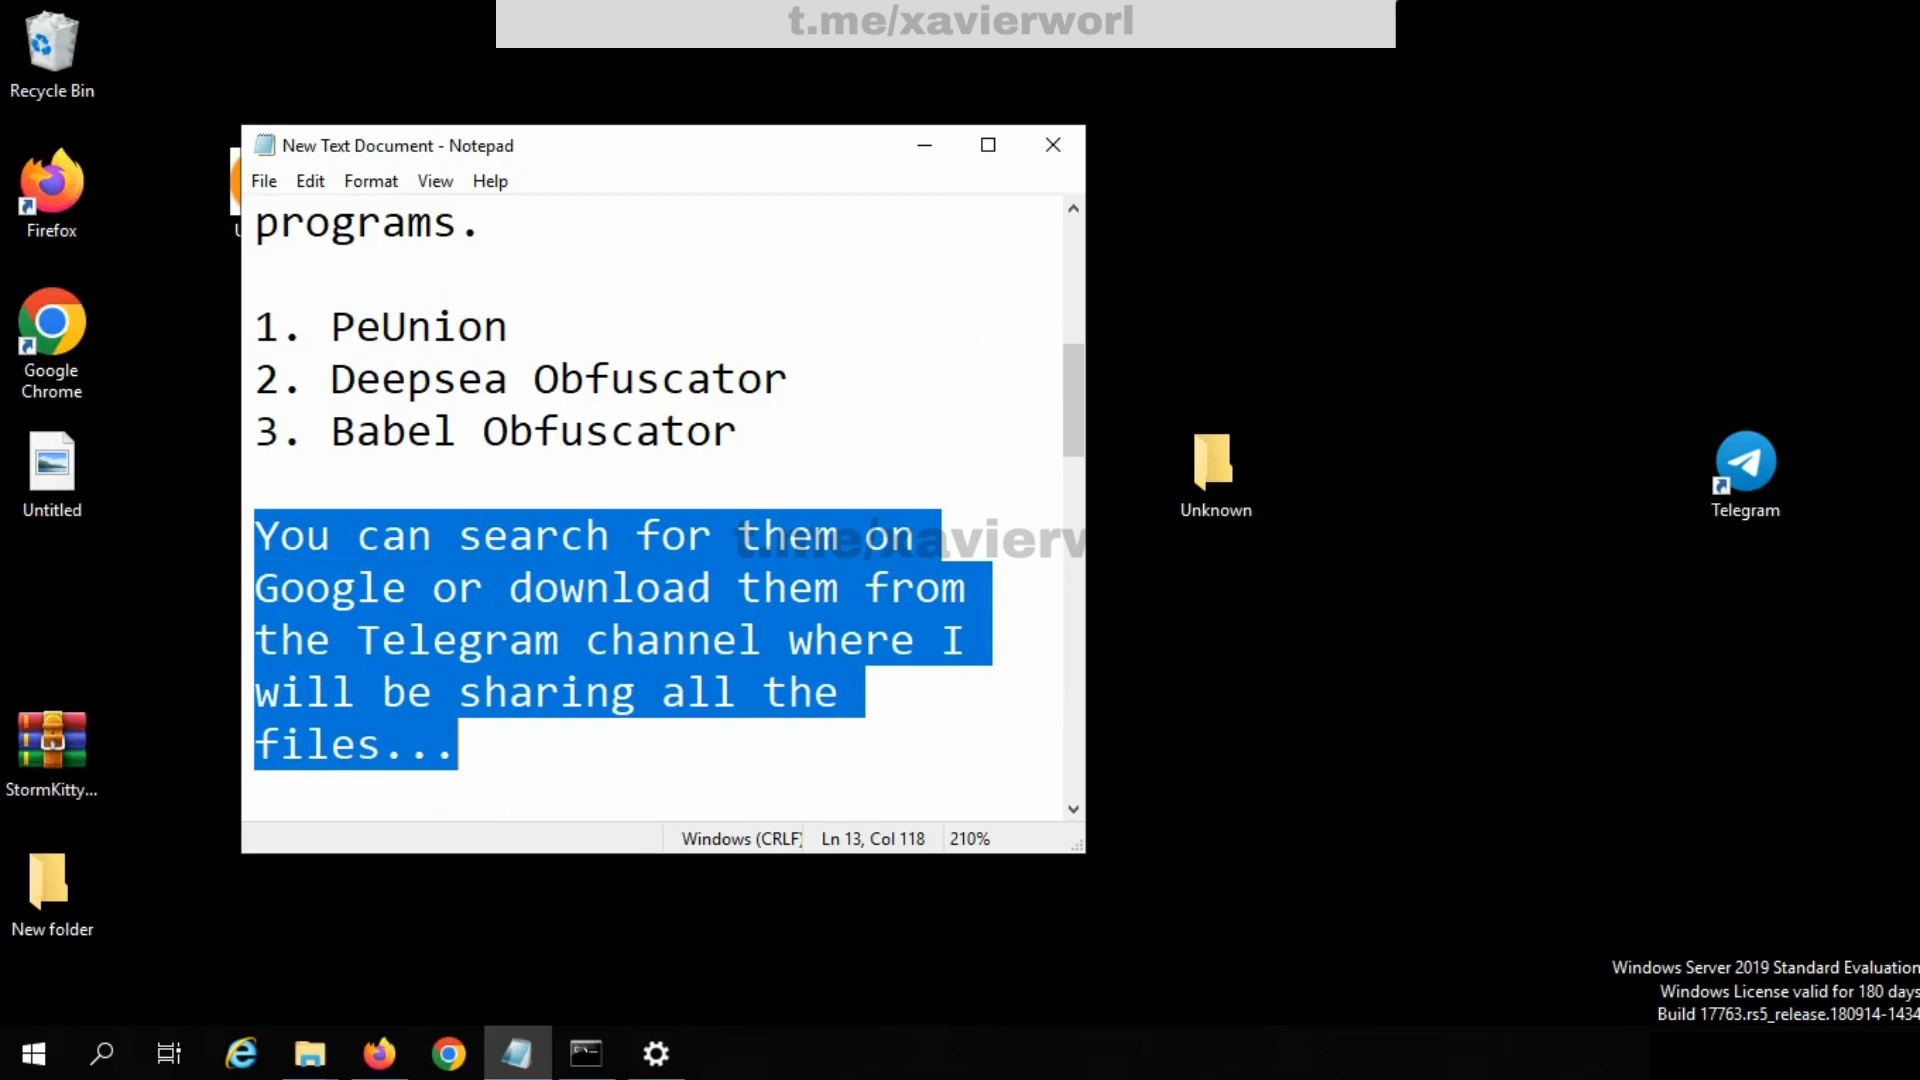 t.me/xavierworl
Recycle Bin
New Text Document - Notepad
File Edit Format View Help
programs.
Firefox
1. PeUnion
2. Deepsea Obfuscator
3. Babel Obfuscator
Google
Chrome
You can search for them on
Google or download them from
the Telegram channel where I
will be sharing all the
files...
t.me/xavierw
Untitled
Unknown
Telegram
StormKitty...
Windows (CRLF) Ln 13, Col 118 210%
New folder
Windows Server 2019 Standard Evaluation
Windows License valid for 180 days
Build 17763.rs5_release.180914-1434